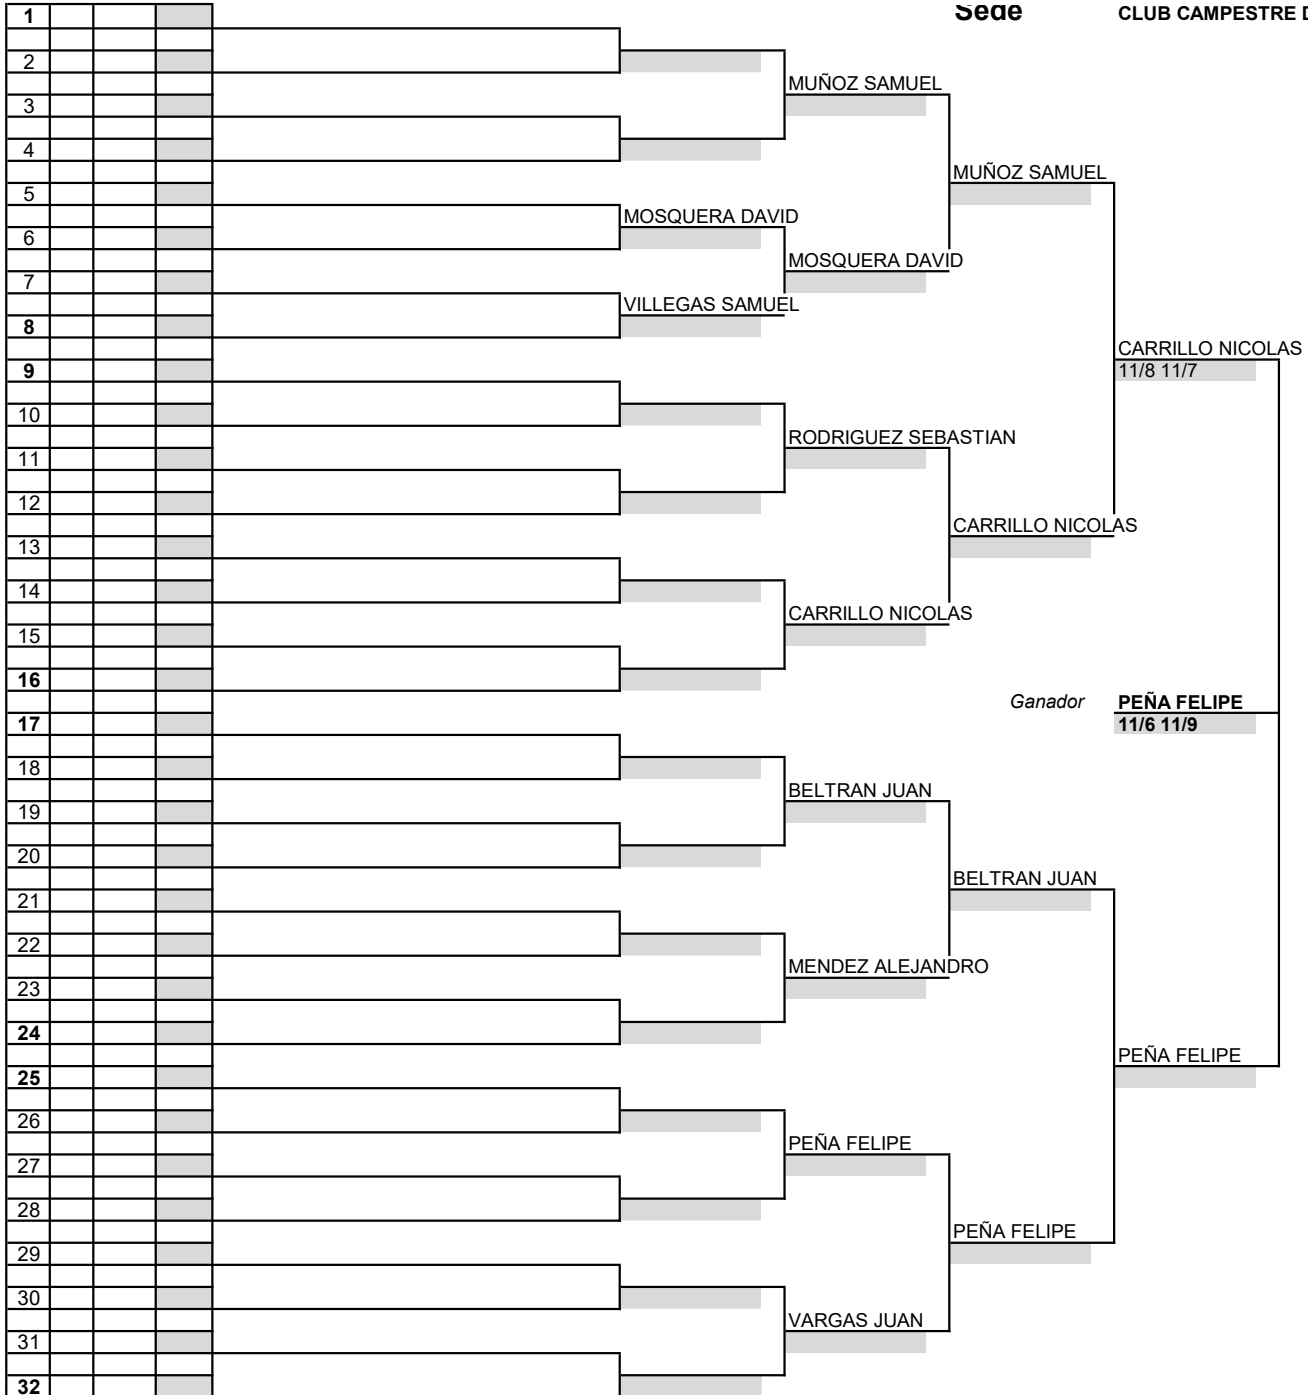 1
Sede CLUB CAMPESTRE D
2
MUÑOZ SAMUEL
3
4
MUÑOZ SAMUEL
5
MOSQUERA DAVID
6
MOSQUERA DAVID
7
VILLEGAS SAMUEL
8
CARRILLO NICOLAS
9 11/8 11/7
10
RODRIGUEZ SEBASTIAN
11
12
CARRILLO NICOLAS
13
14
CARRILLO NICOLAS
15
16
Ganador PEÑA FELIPE
17 11/6 11/9
18
BELTRAN JUAN
19
20
BELTRAN JUAN
21
22
MENDEZ ALEJANDRO
23
24
PEÑA FELIPE
25
26
PEÑA FELIPE
27
28
PEÑA FELIPE
29
30
VARGAS JUAN
31
32